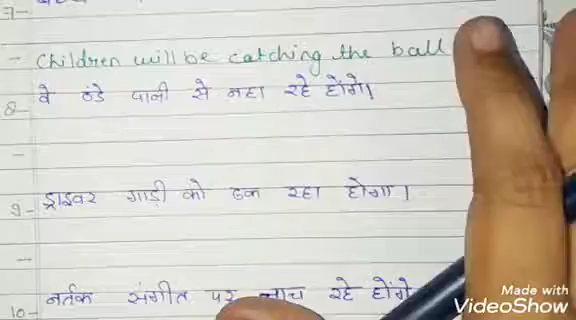 7-
- Children will be catching the ball
8- वे ठंडे पानी से नहा रहे होंगे।
-
9- ड्राइवर गाड़ी को ढक रहा होगा।
-
10- नर्तक संगीत पर नाच रहे होंगे
Made with
VideoShow